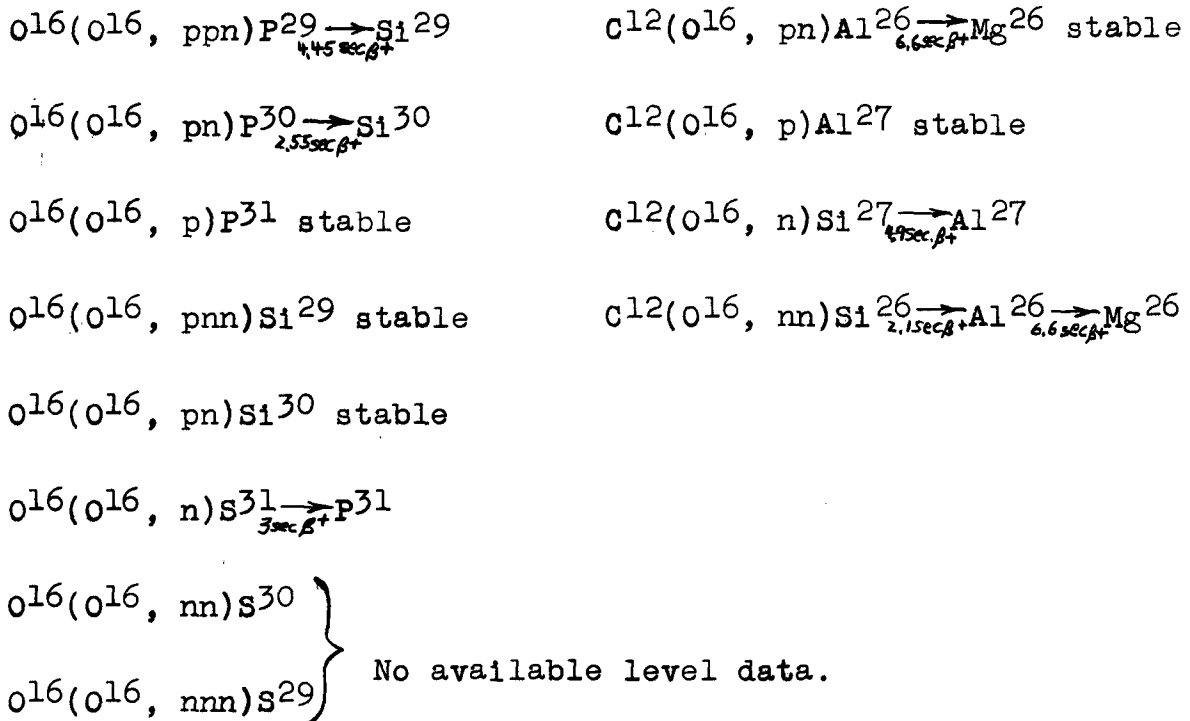 O¹⁶(O¹⁶, ppn)P²⁹ → Si²⁹
4.45 sec β+
O¹⁶(O¹⁶, pn)P³⁰ → Si³⁰
2.55 sec β+
O¹⁶(O¹⁶, p)P³¹ stable
O¹⁶(O¹⁶, pnn)Si²⁹ stable
O¹⁶(O¹⁶, pn)Si³⁰ stable
O¹⁶(O¹⁶, n)S³¹ → P³¹
3 sec β+
O¹⁶(O¹⁶, nn)S³⁰
O¹⁶(O¹⁶, nnn)S²⁹
No available level data.
C¹²(O¹⁶, pn)Al²⁶ → Mg²⁶ stable
6.6 sec β+
C¹²(O¹⁶, p)Al²⁷ stable
C¹²(O¹⁶, n)Si²⁷ → Al²⁷
4.9 sec. β+
C¹²(O¹⁶, nn)Si²⁶ → Al²⁶ → Mg²⁶
2.1 sec β+ 6.6 sec β+